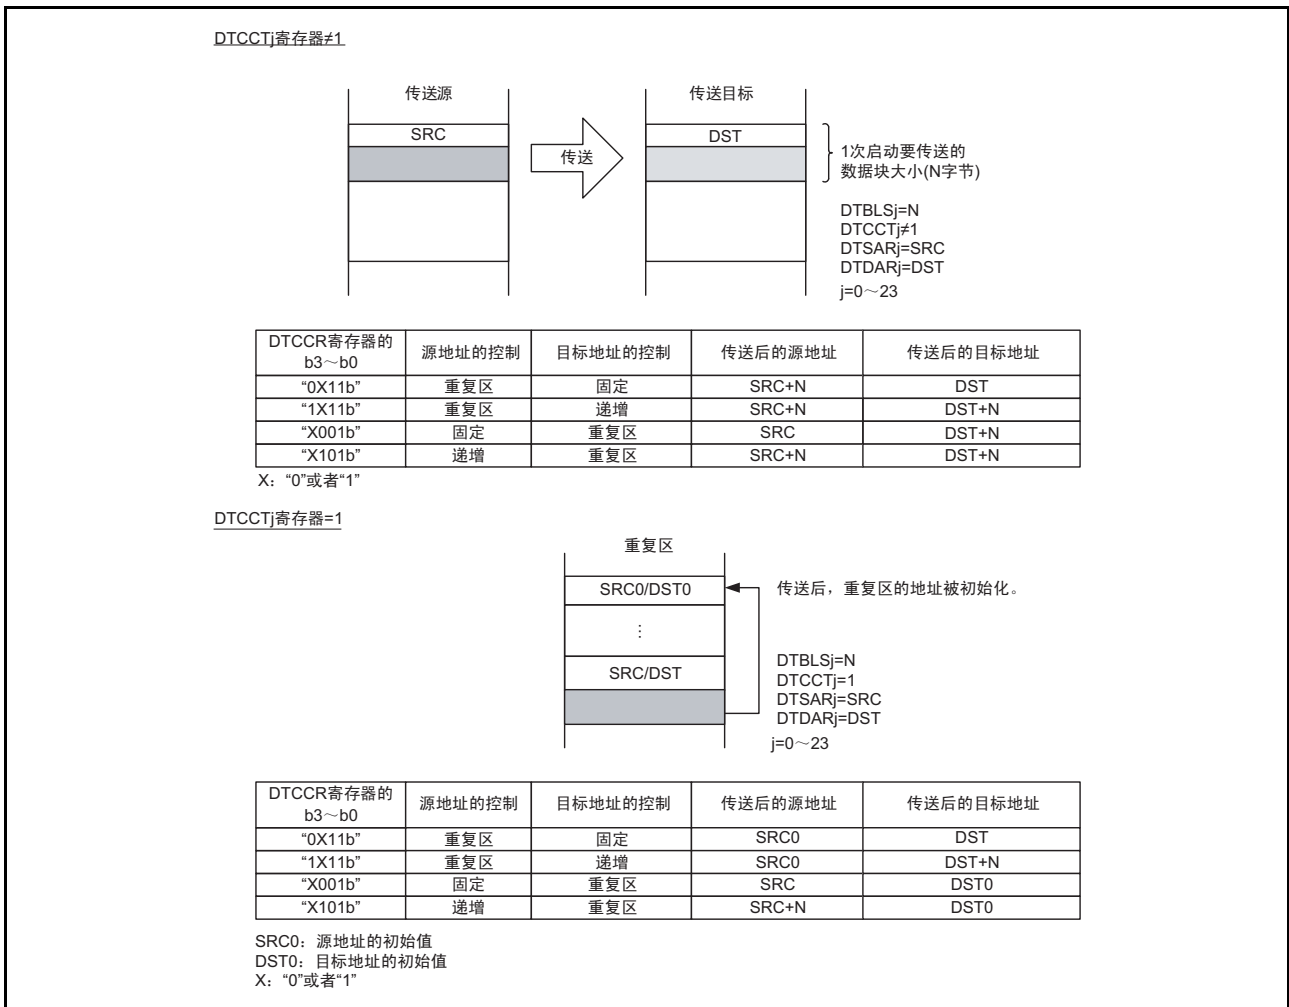 DTCCTj寄存器≠1
传送源
传送目标
SRC
传送
DST
1次启动要传送的
数据块大小(N字节)
DTBLSj=N
DTCCTj≠1
DTSARj=SRC
DTDARj=DST
j=0～23
DTCCR寄存器的 b3～b0 源地址的控制 目标地址的控制 传送后的源地址 传送后的目标地址
“0X11b” 重复区 固定 SRC+N DST
“1X11b” 重复区 递增 SRC+N DST+N
“X001b” 固定 重复区 SRC DST+N
“X101b” 递增 重复区 SRC+N DST+N
X：“0”或者“1”
DTCCTj寄存器=1
重复区
SRC0/DST0
传送后，重复区的地址被初始化。
⋮
SRC/DST
DTBLSj=N
DTCCTj=1
DTSARj=SRC
DTDARj=DST
j=0～23
DTCCR寄存器的 b3～b0 源地址的控制 目标地址的控制 传送后的源地址 传送后的目标地址
“0X11b” 重复区 固定 SRC0 DST
“1X11b” 重复区 递增 SRC0 DST+N
“X001b” 固定 重复区 SRC DST0
“X101b” 递增 重复区 SRC+N DST0
SRC0：源地址的初始值
DST0：目标地址的初始值
X：“0”或者“1”